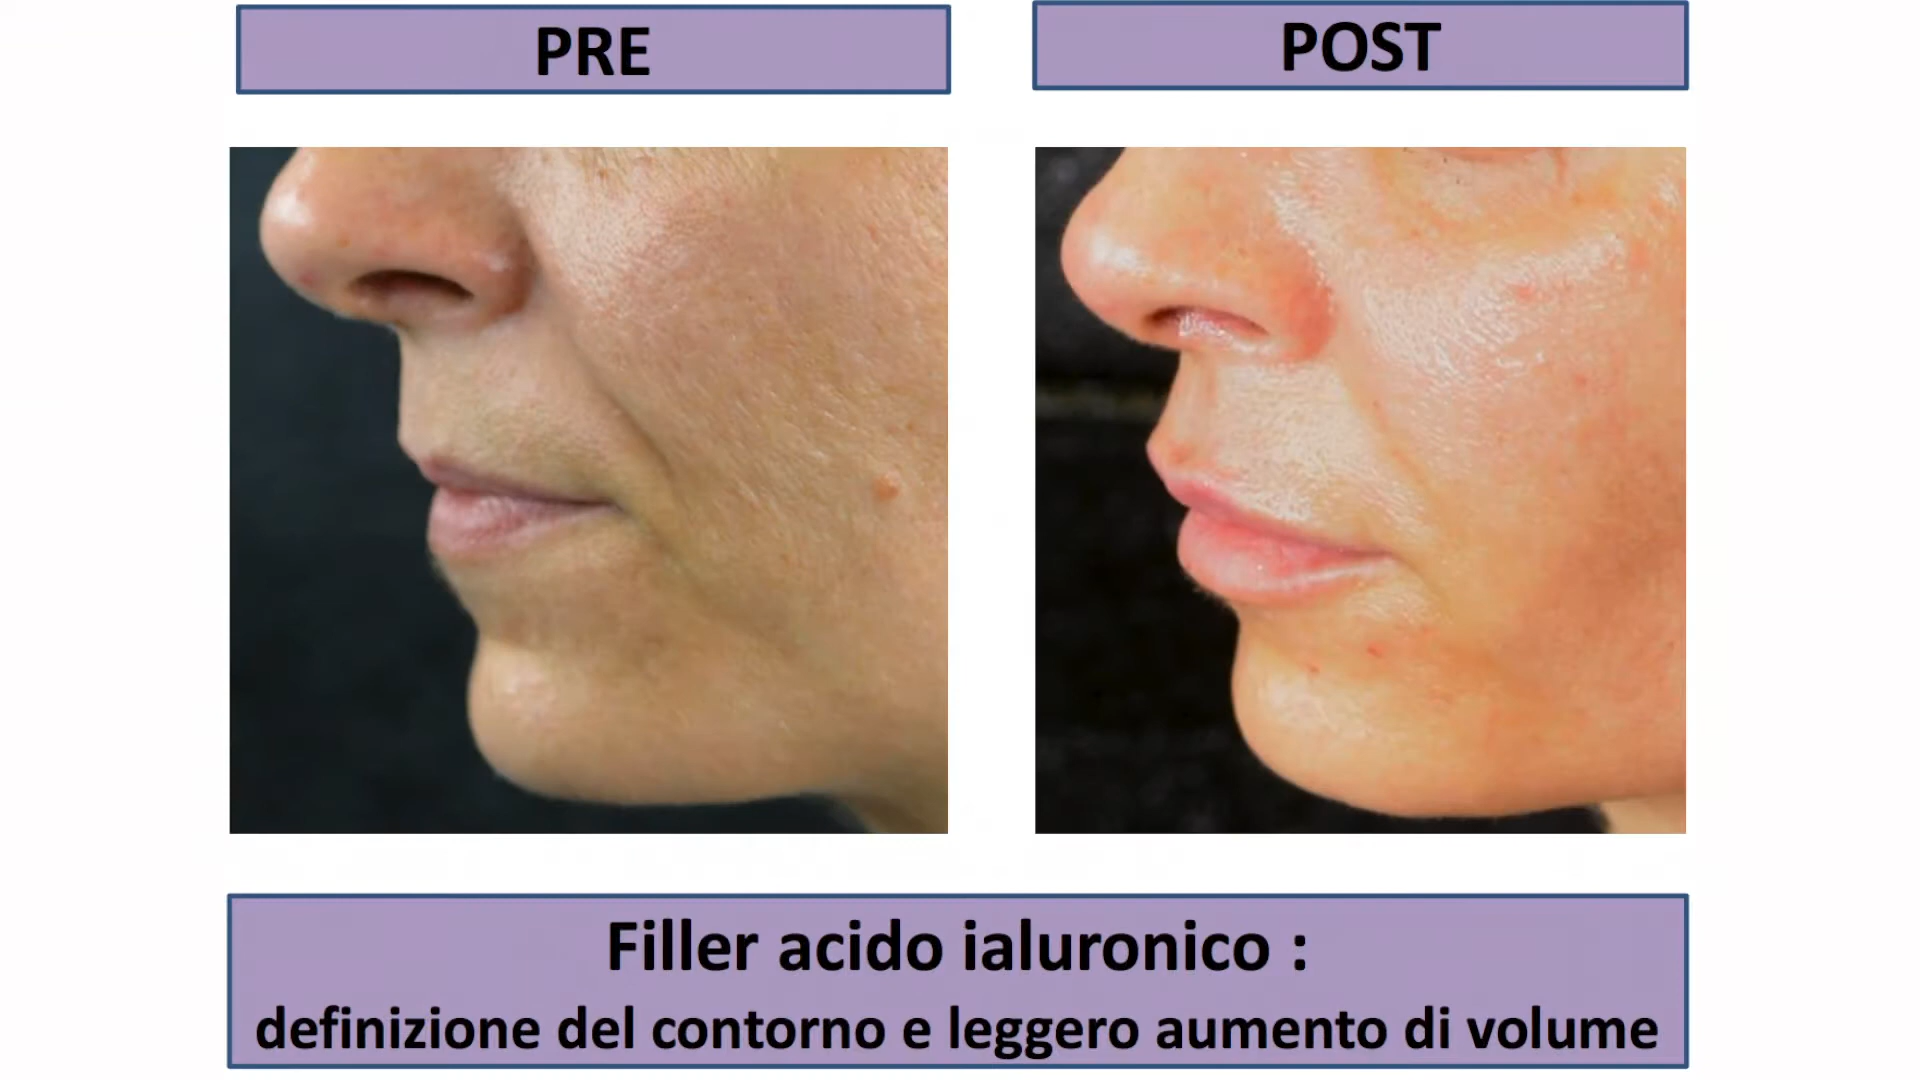 PRE
POST
Filler acido ialuronico :
definizione del contorno e leggero aumento di volume